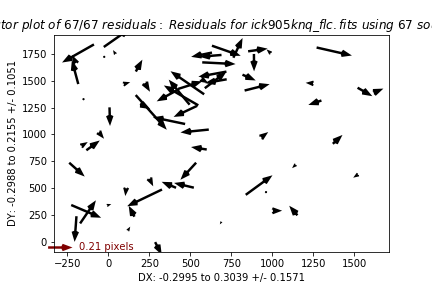 tor plot of 67/67 residuals: Residuals for ick905knq_flc.fits using 67 sou
DY: -0.2988 to 0.2155 +/- 0.1051
1750
1500
1250
1000
750
500
250
0
0.21 pixels
-250 0 250 500 750 1000 1250 1500
DX: -0.2995 to 0.3039 +/- 0.1571